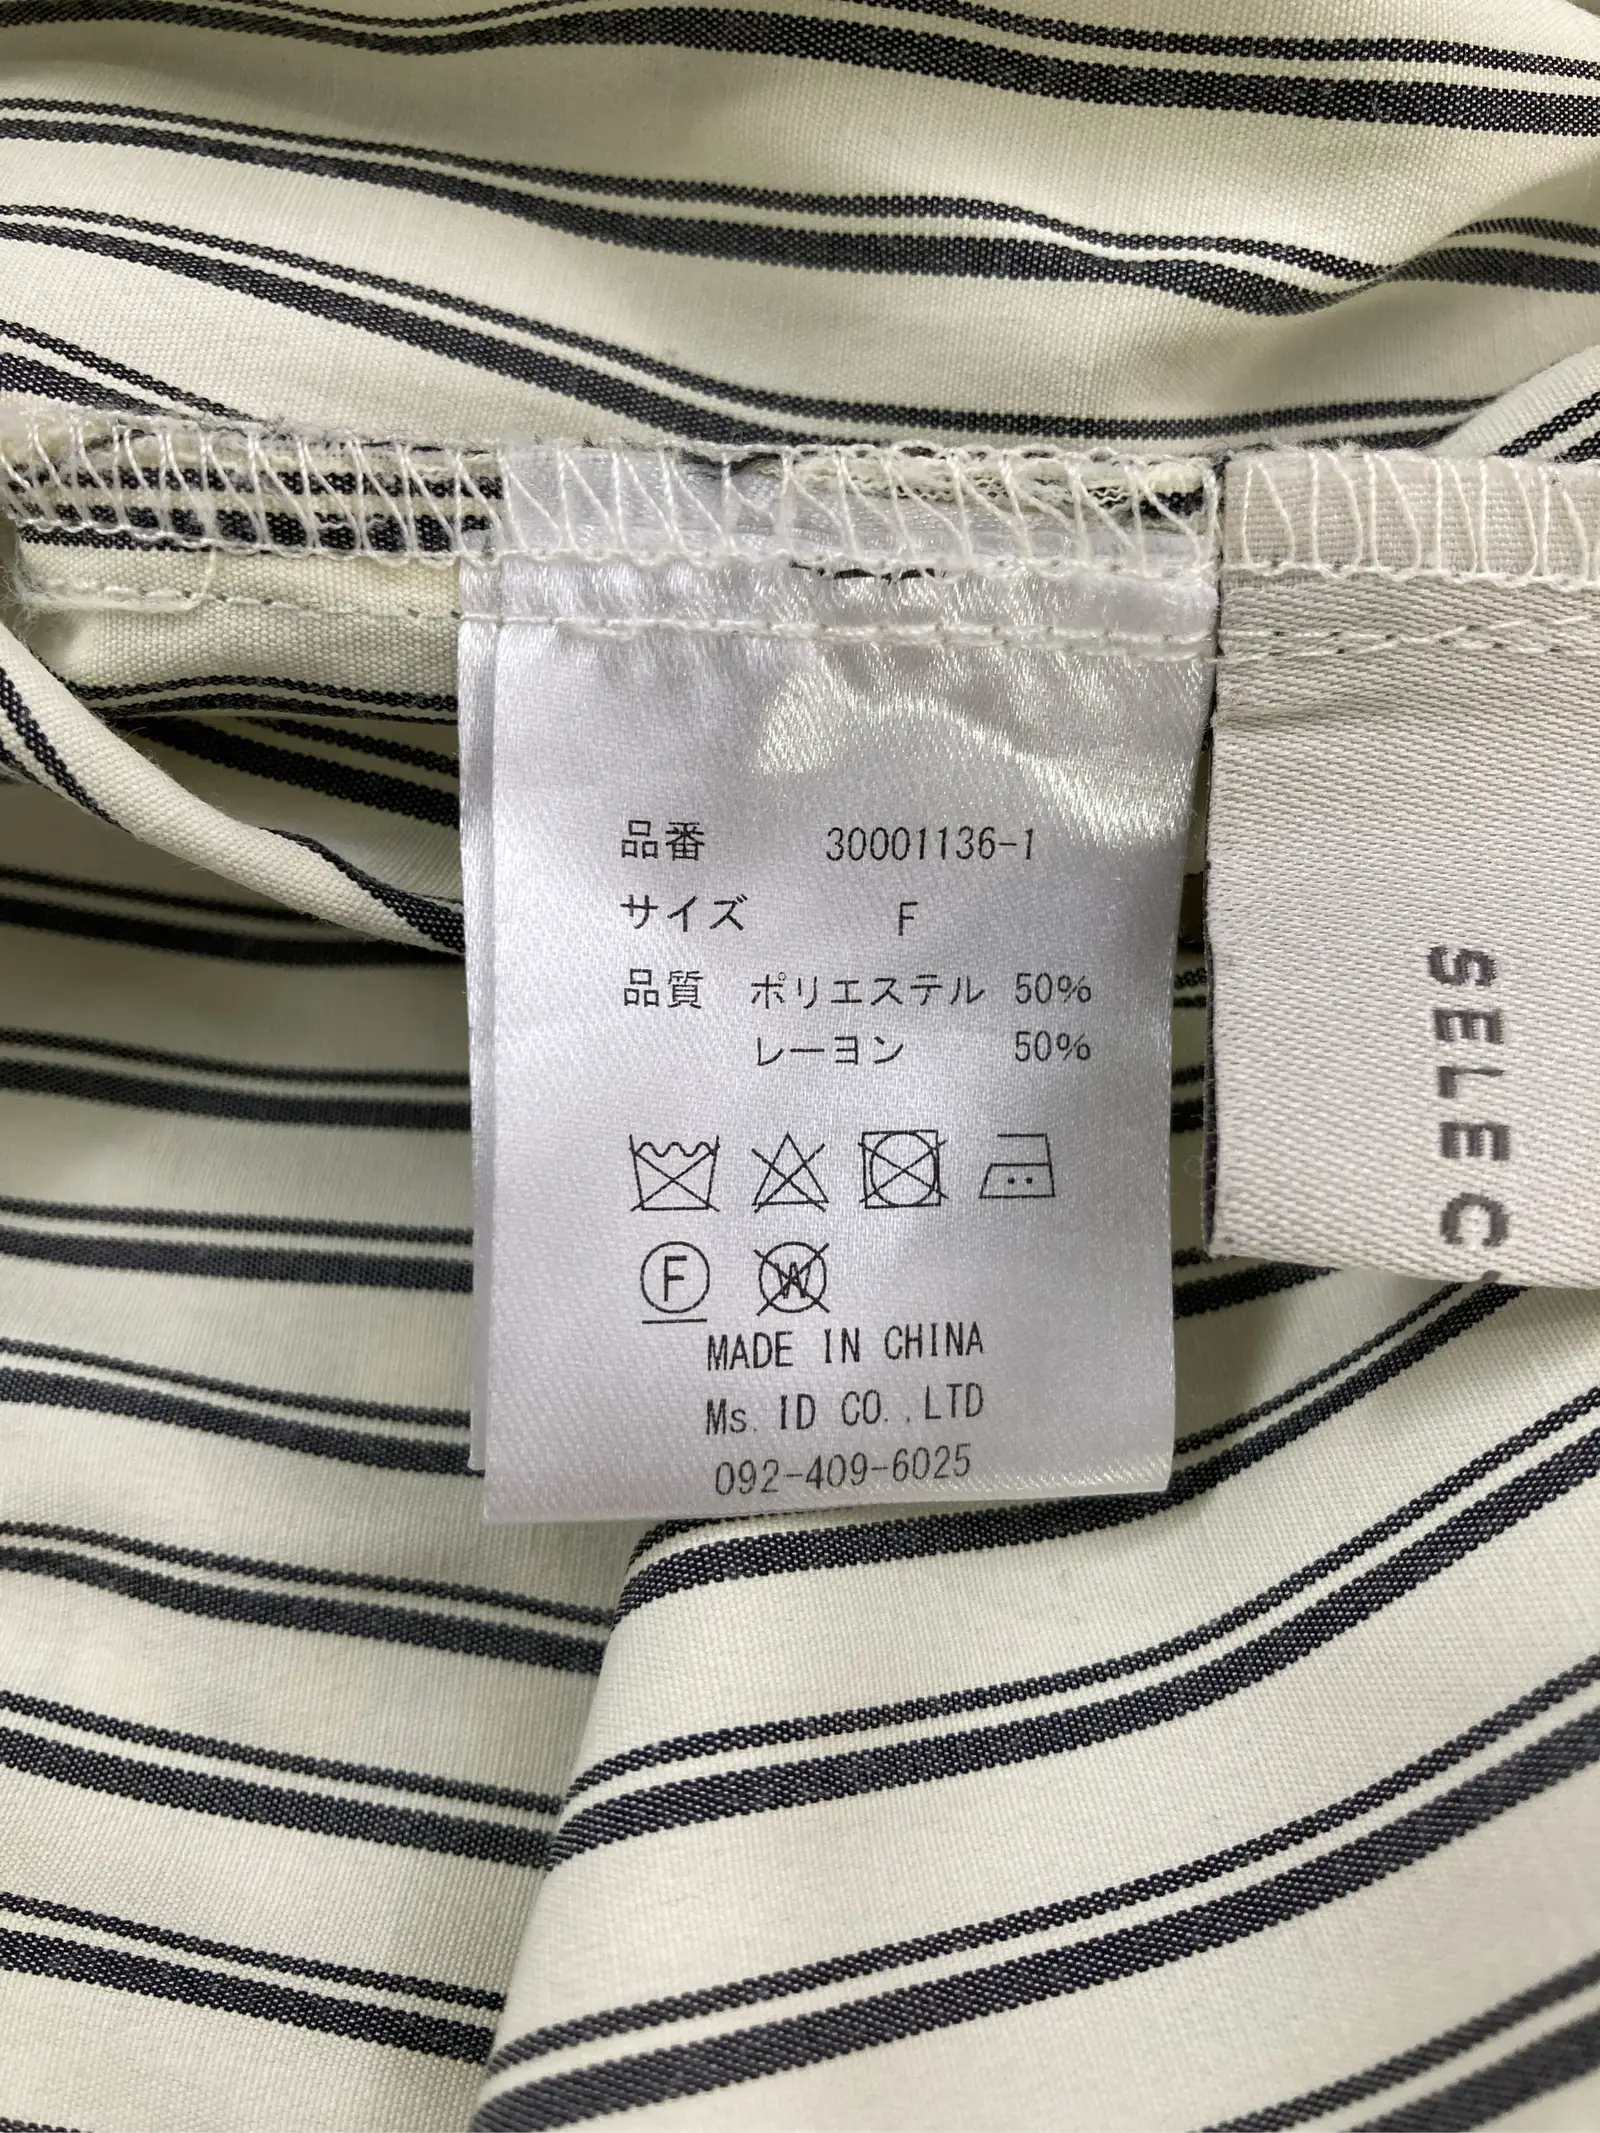 品番 30001136-1
サイズ F
品質 ポリエステル 50%
レーヨン 50%
F W
MADE IN CHINA
Ms. ID CO.,LTD
092-409-6025
SELEC